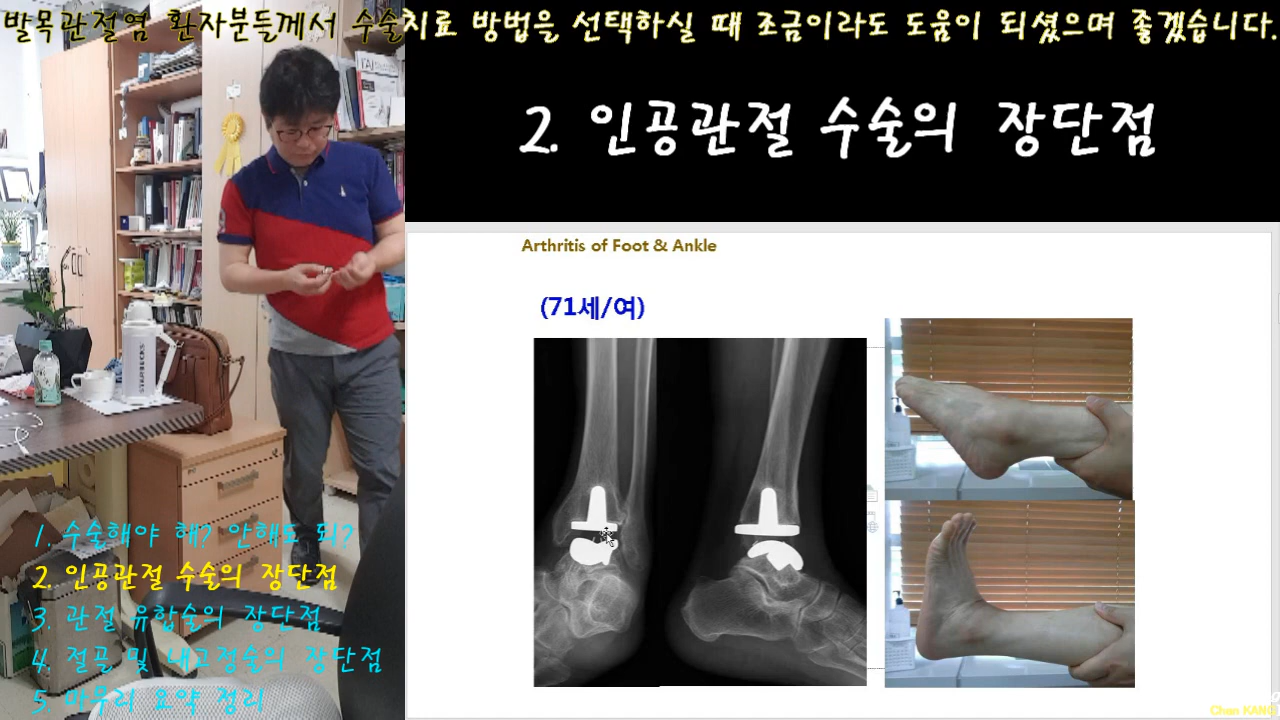 발목관절염 환자분들께서 수술치료 방법을 선택하실 때 조금이라도 도움이 되셨으며 좋겠습니다.
2. 인공관절 수술의 장단점
Arthritis of Foot & Ankle
(71세/여)
STARBUCKS
1. 수술해야 해? 안해도 되?
2. 인공관절 수술의 장단점
3. 관절 유합술의 장단점
4. 절골 및 내고정술의 장단점
5. 마무리 요약 정리
Chan KANG